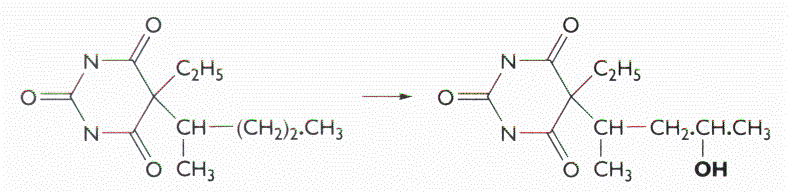 O O
N C₂H₅ N C₂H₅
O O
N CH (CH₂)₂.CH₃ N CH CH₂.CH.CH₃
O CH₃ O CH₃ OH